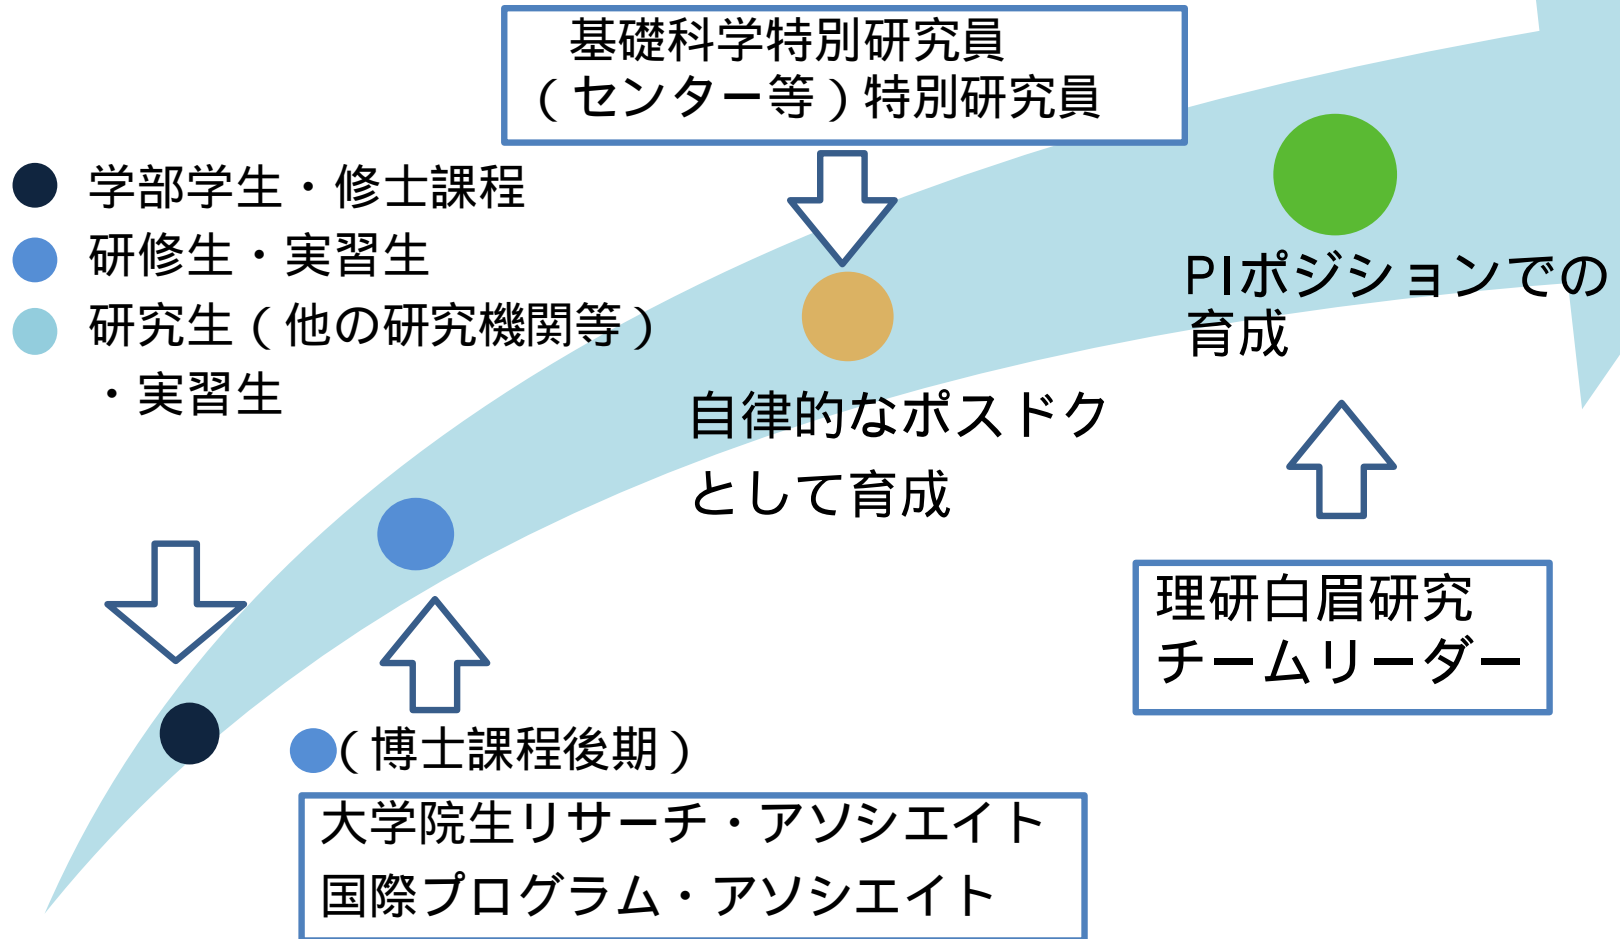 基礎科学特別研究員
（センター等）特別研究員
学部学生・修士課程
研修生・実習生
研究生（他の研究機関等）
・実習生
PIポジションでの
育成
自律的なポスドク
として育成
理研白眉研究
チームリーダー
（博士課程後期）
大学院生リサーチ・アソシエイト
国際プログラム・アソシエイト